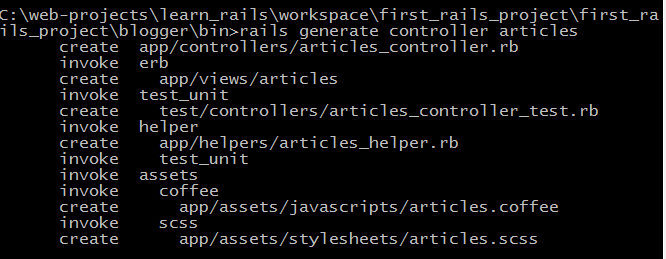 C:\web-projects\learn_rails\workspace\first_rails_project\first_ra
ils_project\blogger\bin>rails generate controller articles
      create  app/controllers/articles_controller.rb
      invoke  erb
      create    app/views/articles
      invoke  test_unit
      create    test/controllers/articles_controller_test.rb
      invoke  helper
      create    app/helpers/articles_helper.rb
      invoke    test_unit
      invoke  assets
      invoke    coffee
      create      app/assets/javascripts/articles.coffee
      invoke    scss
      create      app/assets/stylesheets/articles.scss